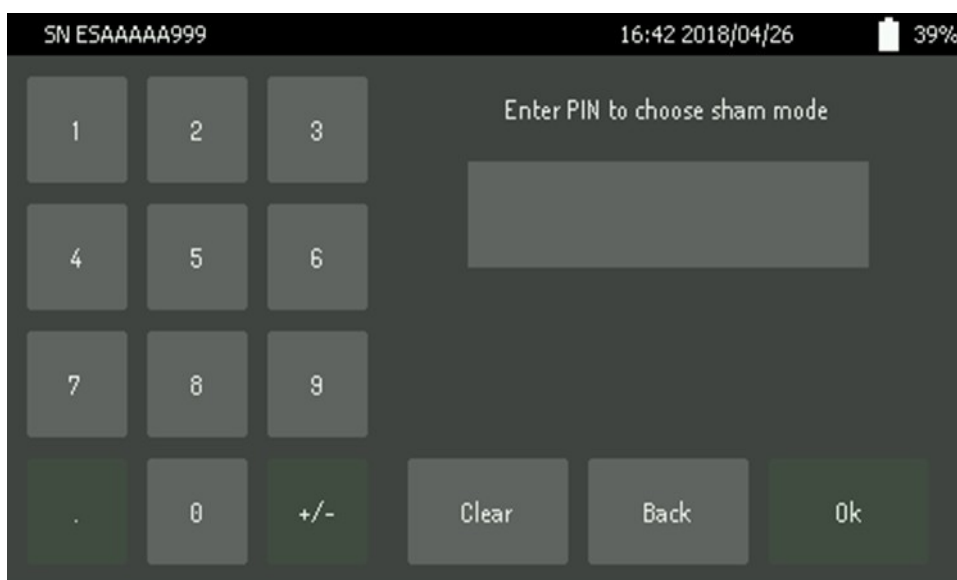 SN ESAAAAA999 16:42 2018/04/26 39%
Enter PIN to choose sham mode
1 2 3
4 5 6
7 8 9
. 0 +/- Clear Back Ok